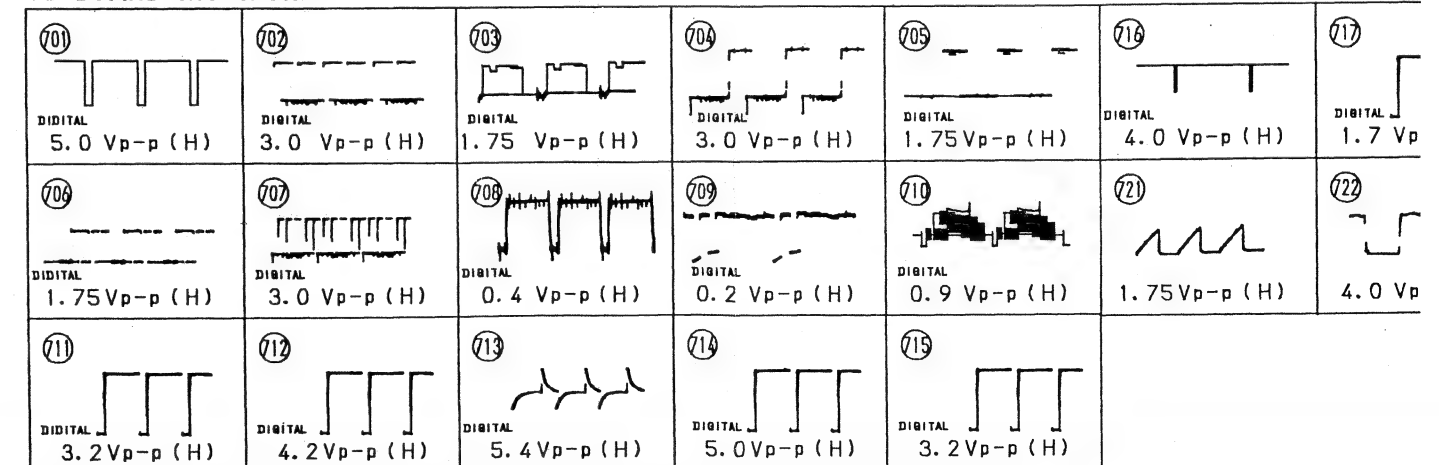 701
DIDITAL
5.0 Vp-p (H)
702
DIGITAL
3.0 Vp-p (H)
703
DIGITAL
1.75 Vp-p (H)
704
DIGITAL
3.0 Vp-p (H)
705
DIGITAL
1.75Vp-p (H)
716
DIGITAL
4.0 Vp-p (H)
717
DIGITAL
1.7 Vp
706
DIDITAL
1.75Vp-p (H)
707
DIGITAL
3.0 Vp-p (H)
708
DIGITAL
0.4 Vp-p (H)
709
DIGITAL
0.2 Vp-p (H)
710
DIGITAL
0.9 Vp-p (H)
721
1.75Vp-p (H)
722
4.0 Vp
711
DIDITAL
3.2Vp-p (H)
712
DIGITAL
4.2Vp-p (H)
713
DIGITAL
5.4Vp-p (H)
714
DIGITAL
5.0Vp-p (H)
715
DIGITAL
3.2Vp-p (H)